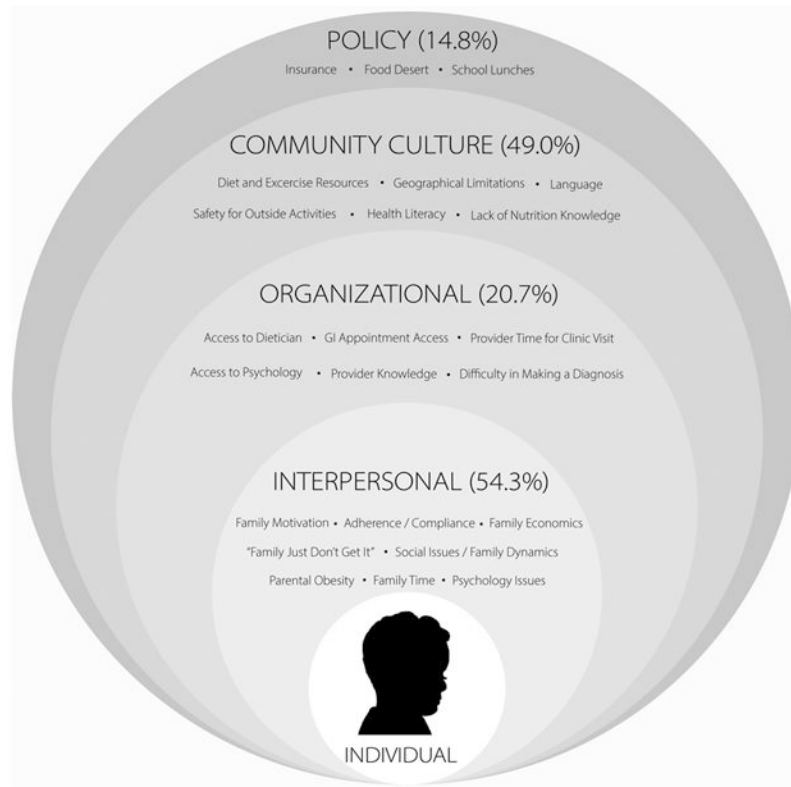 POLICY (14.8%)
Insurance • Food Desert • School Lunches
COMMUNITY CULTURE (49.0%)
Diet and Excercise Resources • Geographical Limitations • Language
Safety for Outside Activities • Health Literacy • Lack of Nutrition Knowledge
ORGANIZATIONAL (20.7%)
Access to Dietician • GI Appointment Access • Provider Time for Clinic Visit
Access to Psychology • Provider Knowledge • Difficulty in Making a Diagnosis
INTERPERSONAL (54.3%)
Family Motivation • Adherence / Compliance • Family Economics
"Family Just Don't Get It" • Social Issues / Family Dynamics
Parental Obesity • Family Time • Psychology Issues
INDIVIDUAL